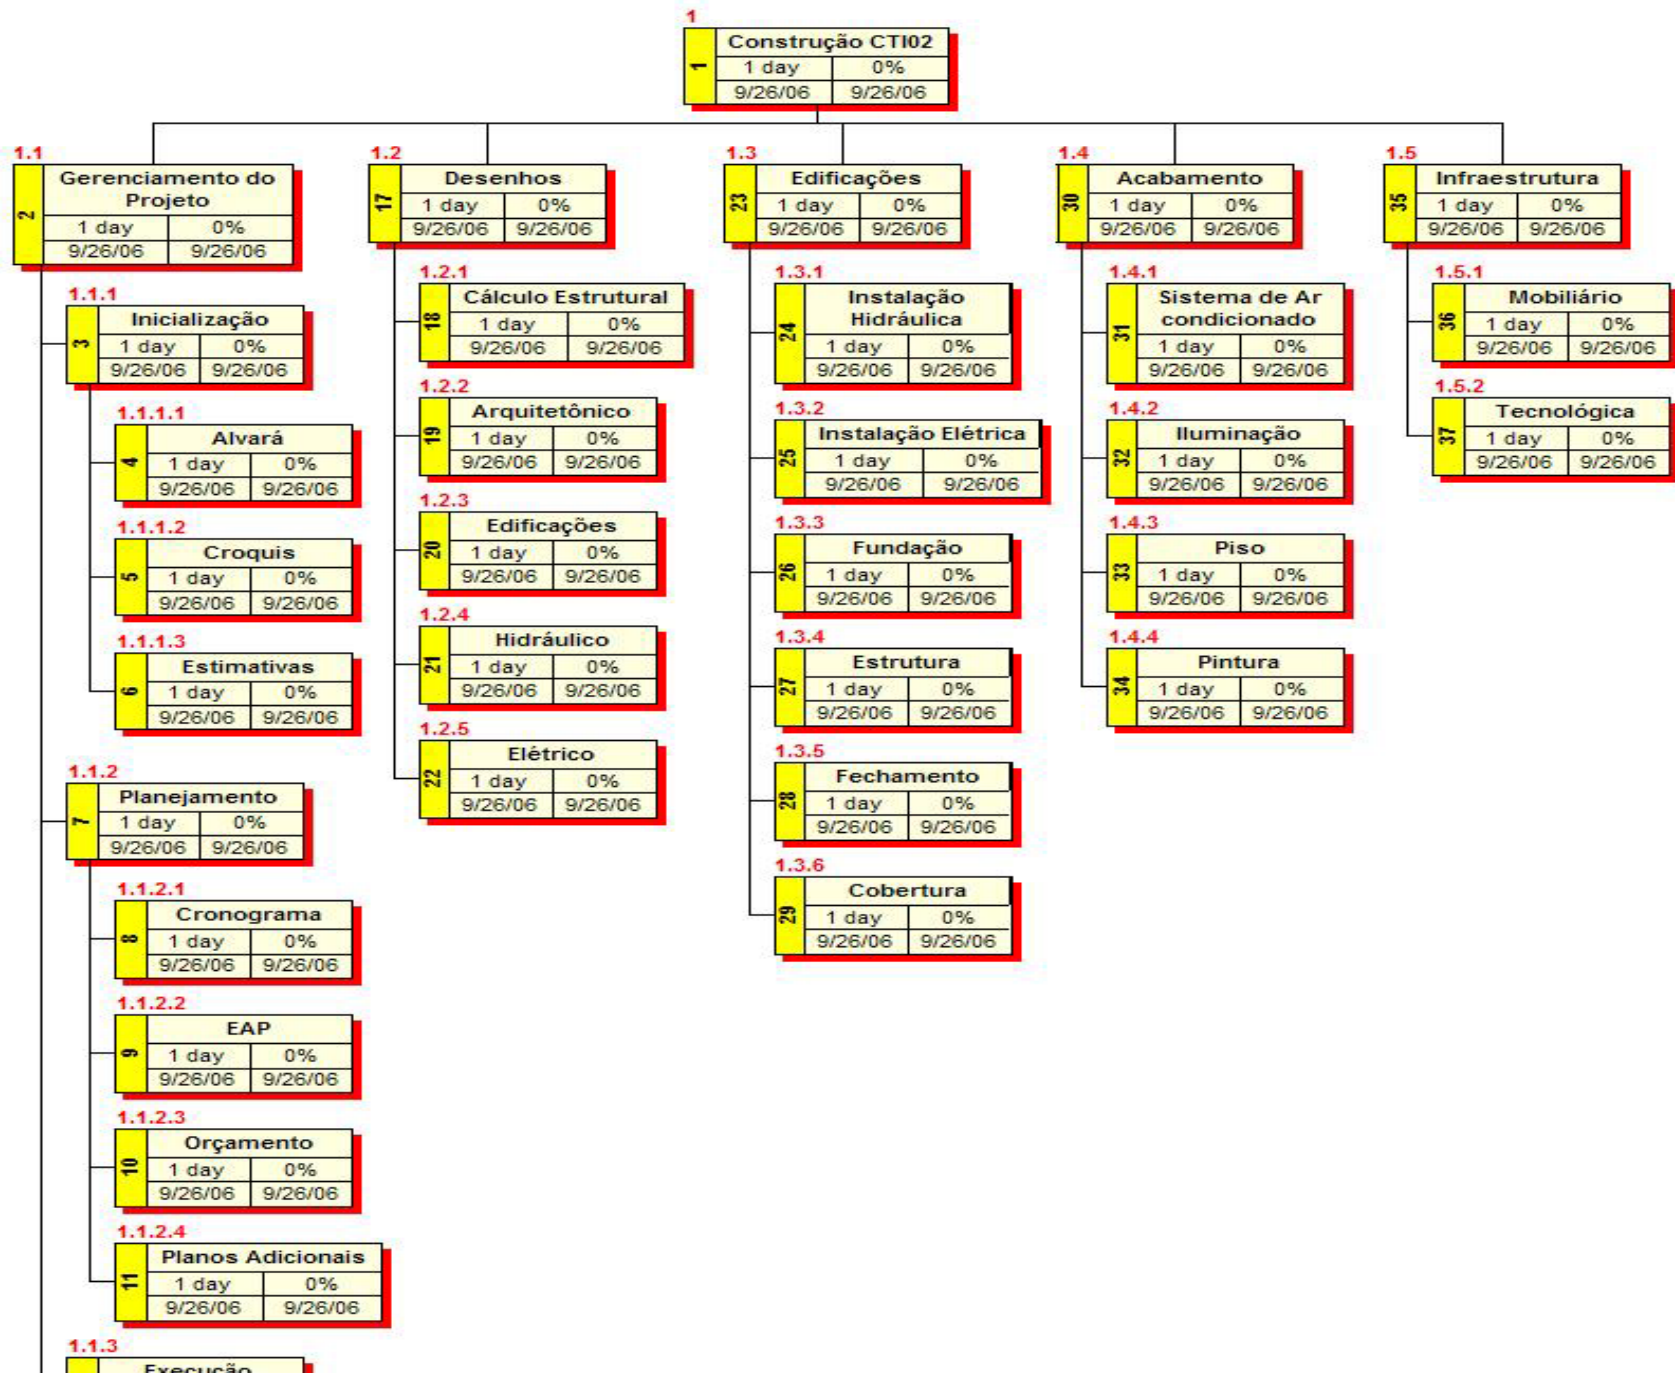 1
1
Construção CTI02
1 day 0%
9/26/06 9/26/06
1.1
2
Gerenciamento do
Projeto
1 day 0%
9/26/06 9/26/06
1.1.1
3
Inicialização
1 day 0%
9/26/06 9/26/06
1.1.1.1
4
Alvará
1 day 0%
9/26/06 9/26/06
1.1.1.2
5
Croquis
1 day 0%
9/26/06 9/26/06
1.1.1.3
6
Estimativas
1 day 0%
9/26/06 9/26/06
1.1.2
7
Planejamento
1 day 0%
9/26/06 9/26/06
1.1.2.1
8
Cronograma
1 day 0%
9/26/06 9/26/06
1.1.2.2
9
EAP
1 day 0%
9/26/06 9/26/06
1.1.2.3
10
Orçamento
1 day 0%
9/26/06 9/26/06
1.1.2.4
11
Planos Adicionais
1 day 0%
9/26/06 9/26/06
1.1.3
Execução
1.2
17
Desenhos
1 day 0%
9/26/06 9/26/06
1.2.1
18
Cálculo Estrutural
1 day 0%
9/26/06 9/26/06
1.2.2
19
Arquitetônico
1 day 0%
9/26/06 9/26/06
1.2.3
20
Edificações
1 day 0%
9/26/06 9/26/06
1.2.4
21
Hidráulico
1 day 0%
9/26/06 9/26/06
1.2.5
22
Elétrico
1 day 0%
9/26/06 9/26/06
1.3
23
Edificações
1 day 0%
9/26/06 9/26/06
1.3.1
24
Instalação
Hidráulica
1 day 0%
9/26/06 9/26/06
1.3.2
25
Instalação Elétrica
1 day 0%
9/26/06 9/26/06
1.3.3
26
Fundação
1 day 0%
9/26/06 9/26/06
1.3.4
27
Estrutura
1 day 0%
9/26/06 9/26/06
1.3.5
28
Fechamento
1 day 0%
9/26/06 9/26/06
1.3.6
29
Cobertura
1 day 0%
9/26/06 9/26/06
1.4
30
Acabamento
1 day 0%
9/26/06 9/26/06
1.4.1
31
Sistema de Ar
condicionado
1 day 0%
9/26/06 9/26/06
1.4.2
32
Iluminação
1 day 0%
9/26/06 9/26/06
1.4.3
33
Piso
1 day 0%
9/26/06 9/26/06
1.4.4
34
Pintura
1 day 0%
9/26/06 9/26/06
1.5
35
Infraestrutura
1 day 0%
9/26/06 9/26/06
1.5.1
36
Mobiliário
1 day 0%
9/26/06 9/26/06
1.5.2
37
Tecnológica
1 day 0%
9/26/06 9/26/06